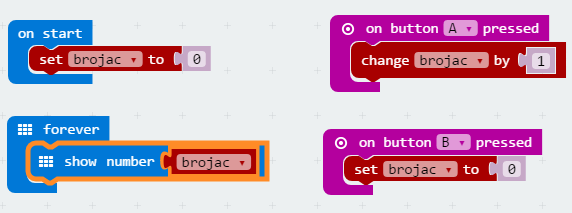 on start
set brojac to 0
forever
show number brojac
on button A pressed
change brojac by 1
on button B pressed
set brojac to 0